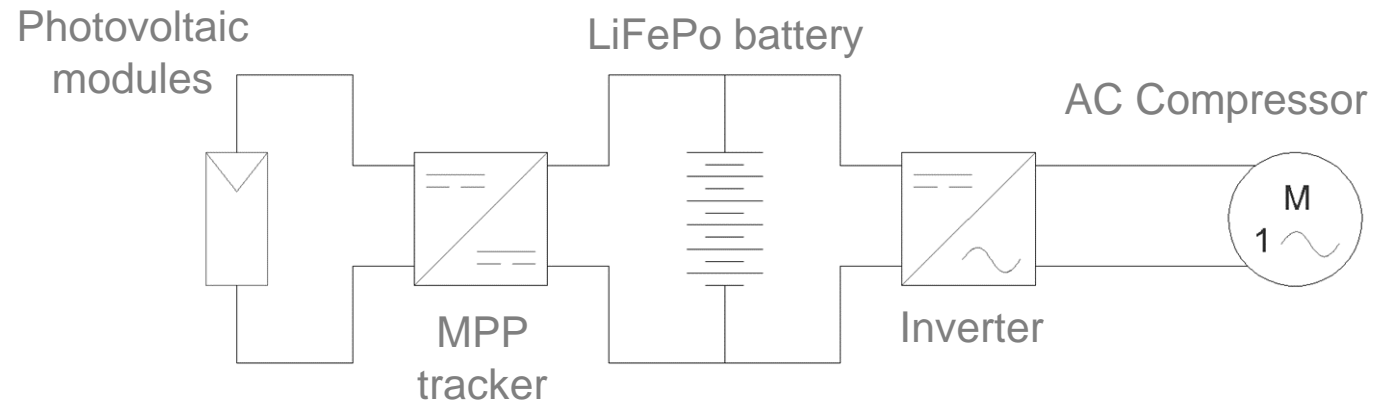 Photovoltaic
modules
LiFePo battery
AC Compressor
M
1
MPP
tracker
Inverter